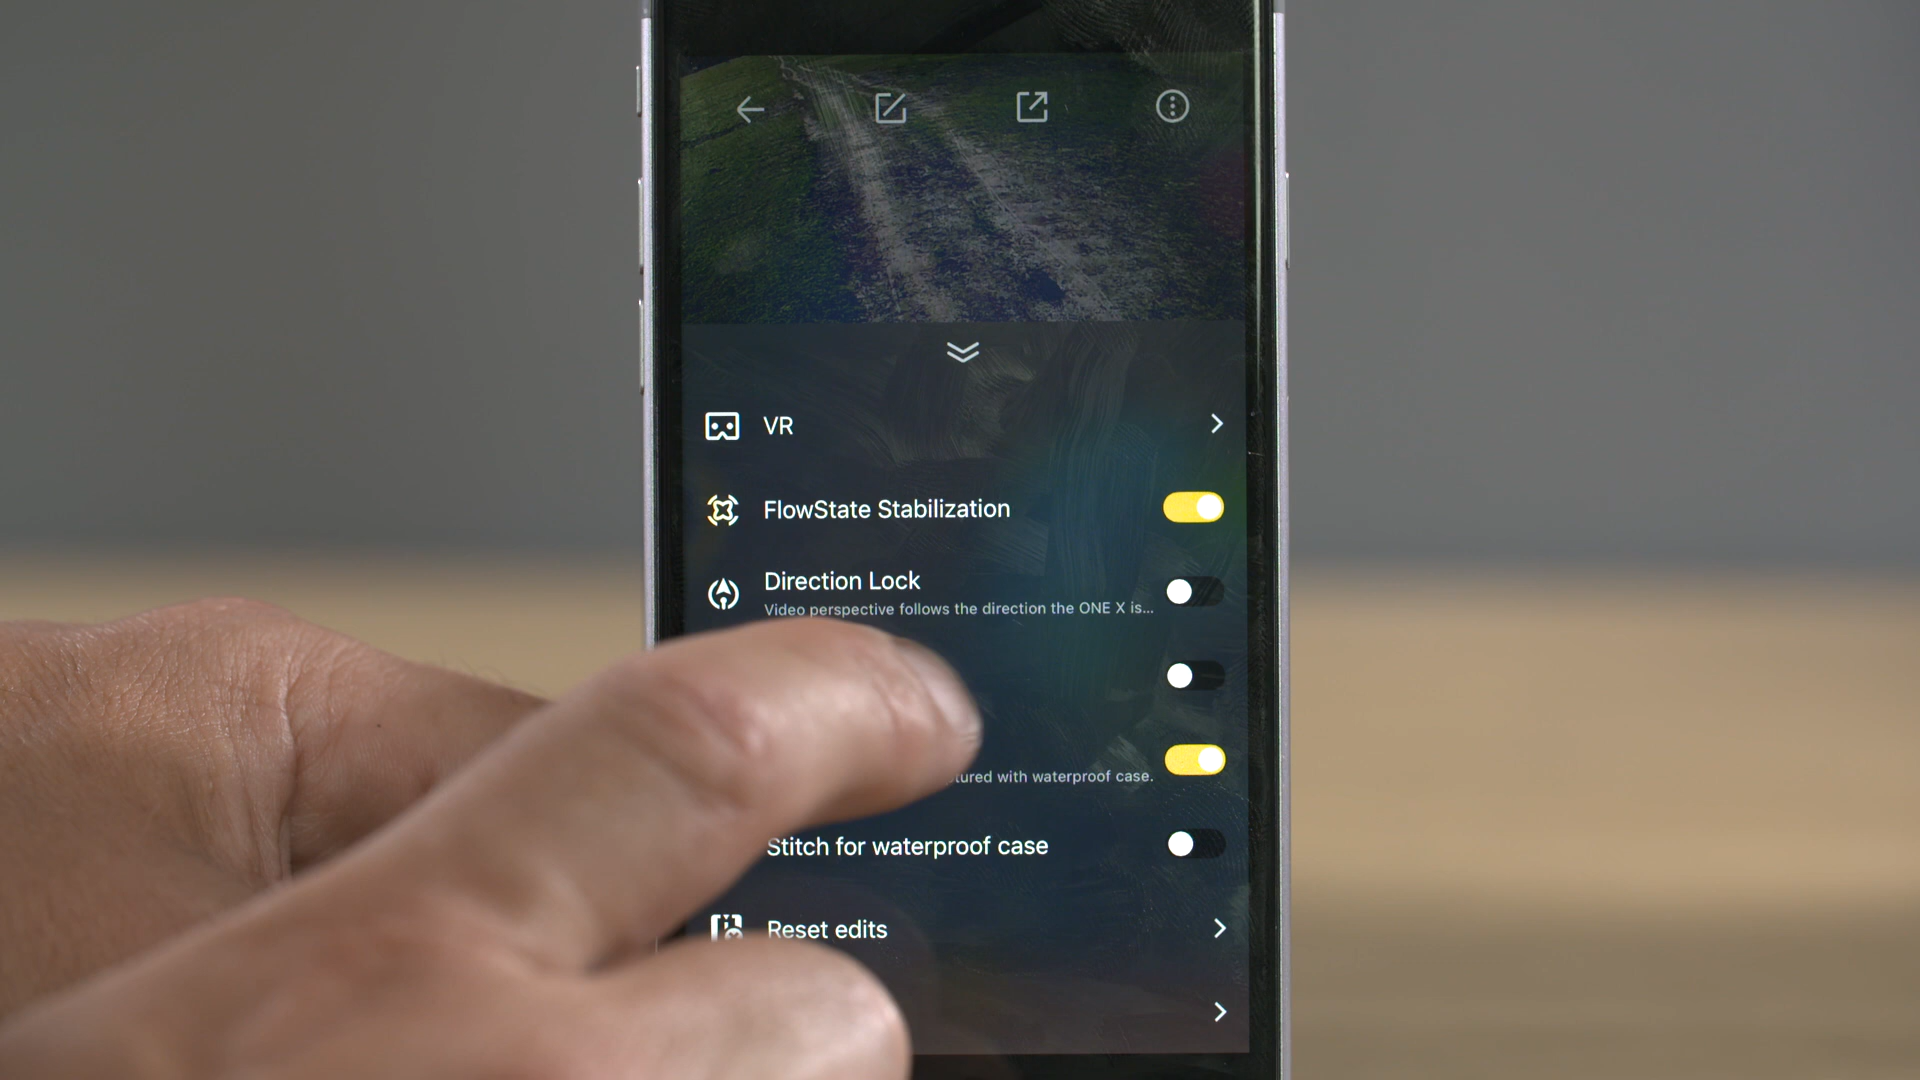 VR
FlowState Stabilization
Direction Lock
Video perspective follows the direction the ONE X is...
with waterproof case.
Stitch for waterproof case
Reset edits